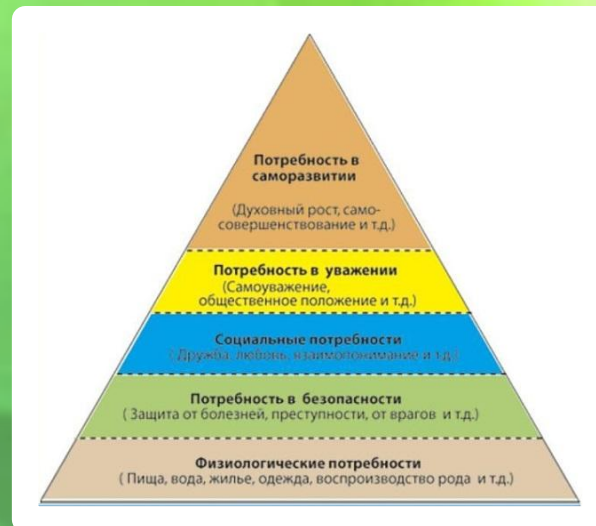 Потребность в
саморазвитии
(Духовный рост, само-
совершенствование и т.д.)
Потребность в уважении
(Самоуважение,
общественное положение и т.д.)
Социальные потребности
(Дружба, любовь, взаимопонимание и т.д.)
Потребность в безопасности
( Защита от болезней, преступности, от врагов и т.д.)
Физиологические потребности
( Пища, вода, жилье, одежда, воспроизводство рода и т.д.)